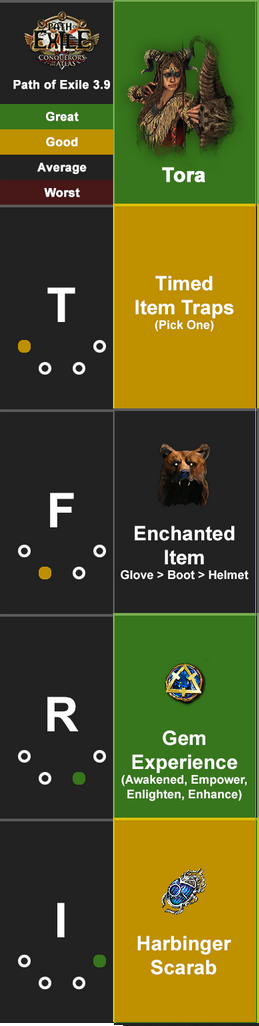 PATH OF
EXILE
CONQUERORS
OF THE ATLAS
Path of Exile 3.9
Great
Good
Average
Worst
Tora
T
Timed
Item Traps
(Pick One)
F
Enchanted
Item
Glove > Boot > Helmet
R
Gem
Experience
(Awakened, Empower,
Enlighten, Enhance)
I
Harbinger
Scarab